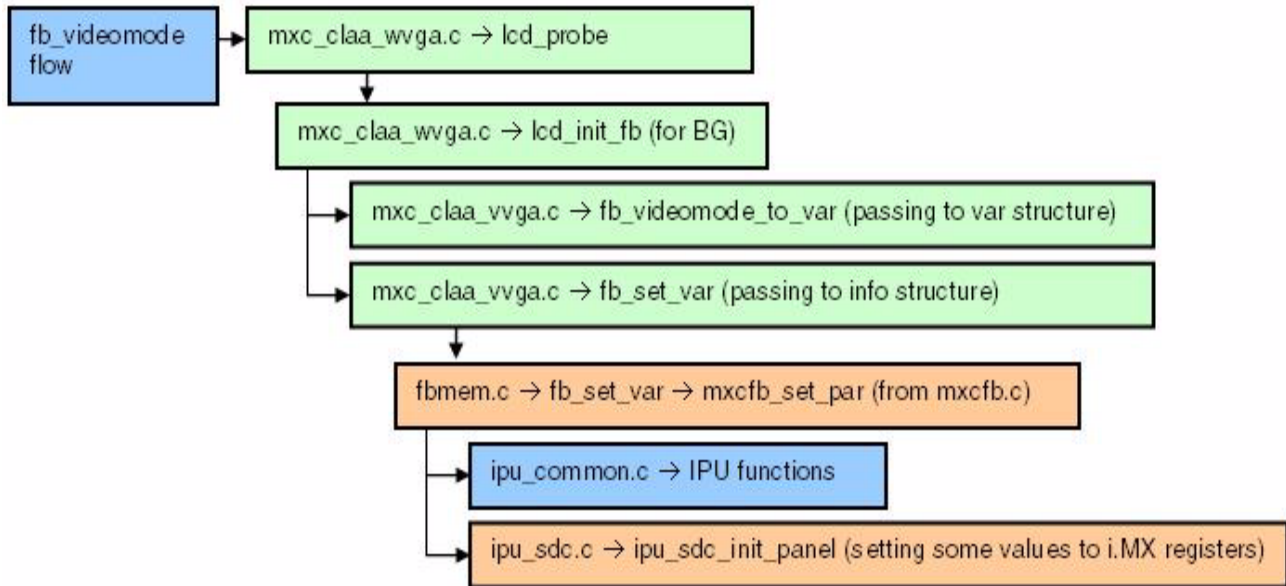 fb_videomode
flow
mxc_claa_wvga.c → lcd_probe
mxc_claa_wvga.c → lcd_init_fb (for BG)
mxc_claa_vvga.c → fb_videomode_to_var (passing to var structure)
mxc_claa_vvga.c → fb_set_var (passing to info structure)
fbmem.c → fb_set_var → mxcfb_set_par (from mxcfb.c)
ipu_common.c → IPU functions
ipu_sdc.c → ipu_sdc_init_panel (setting some values to i.MX registers)